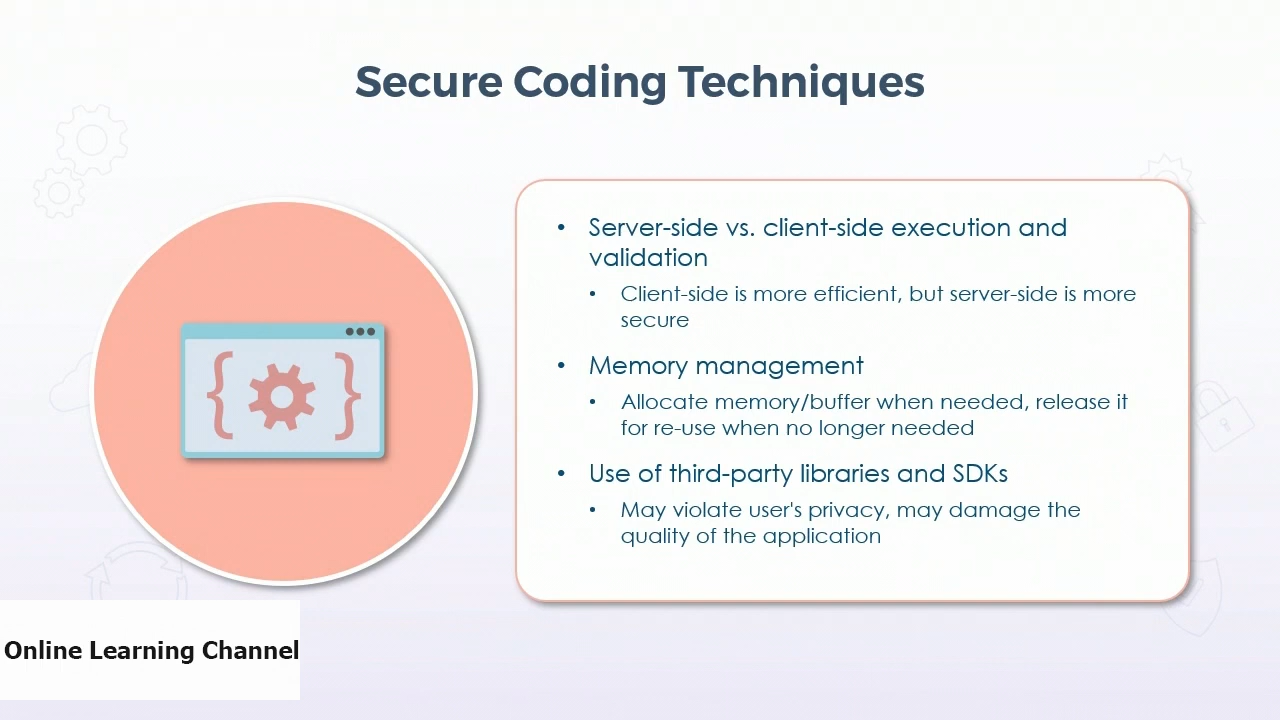 Secure Coding Techniques
• Server-side vs. client-side execution and
validation
• Client-side is more efficient, but server-side is more
secure
• Memory management
• Allocate memory/buffer when needed, release it
for re-use when no longer needed
• Use of third-party libraries and SDKs
• May violate user's privacy, may damage the
quality of the application
Online Learning Channel